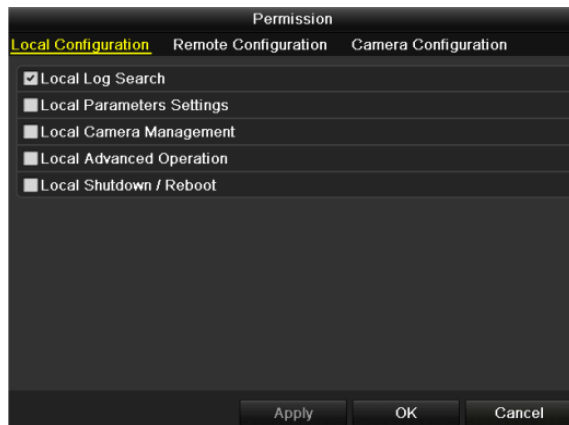 Permission
Local Configuration Remote Configuration Camera Configuration
Local Log Search
Local Parameters Settings
Local Camera Management
Local Advanced Operation
Local Shutdown / Reboot
Apply OK Cancel